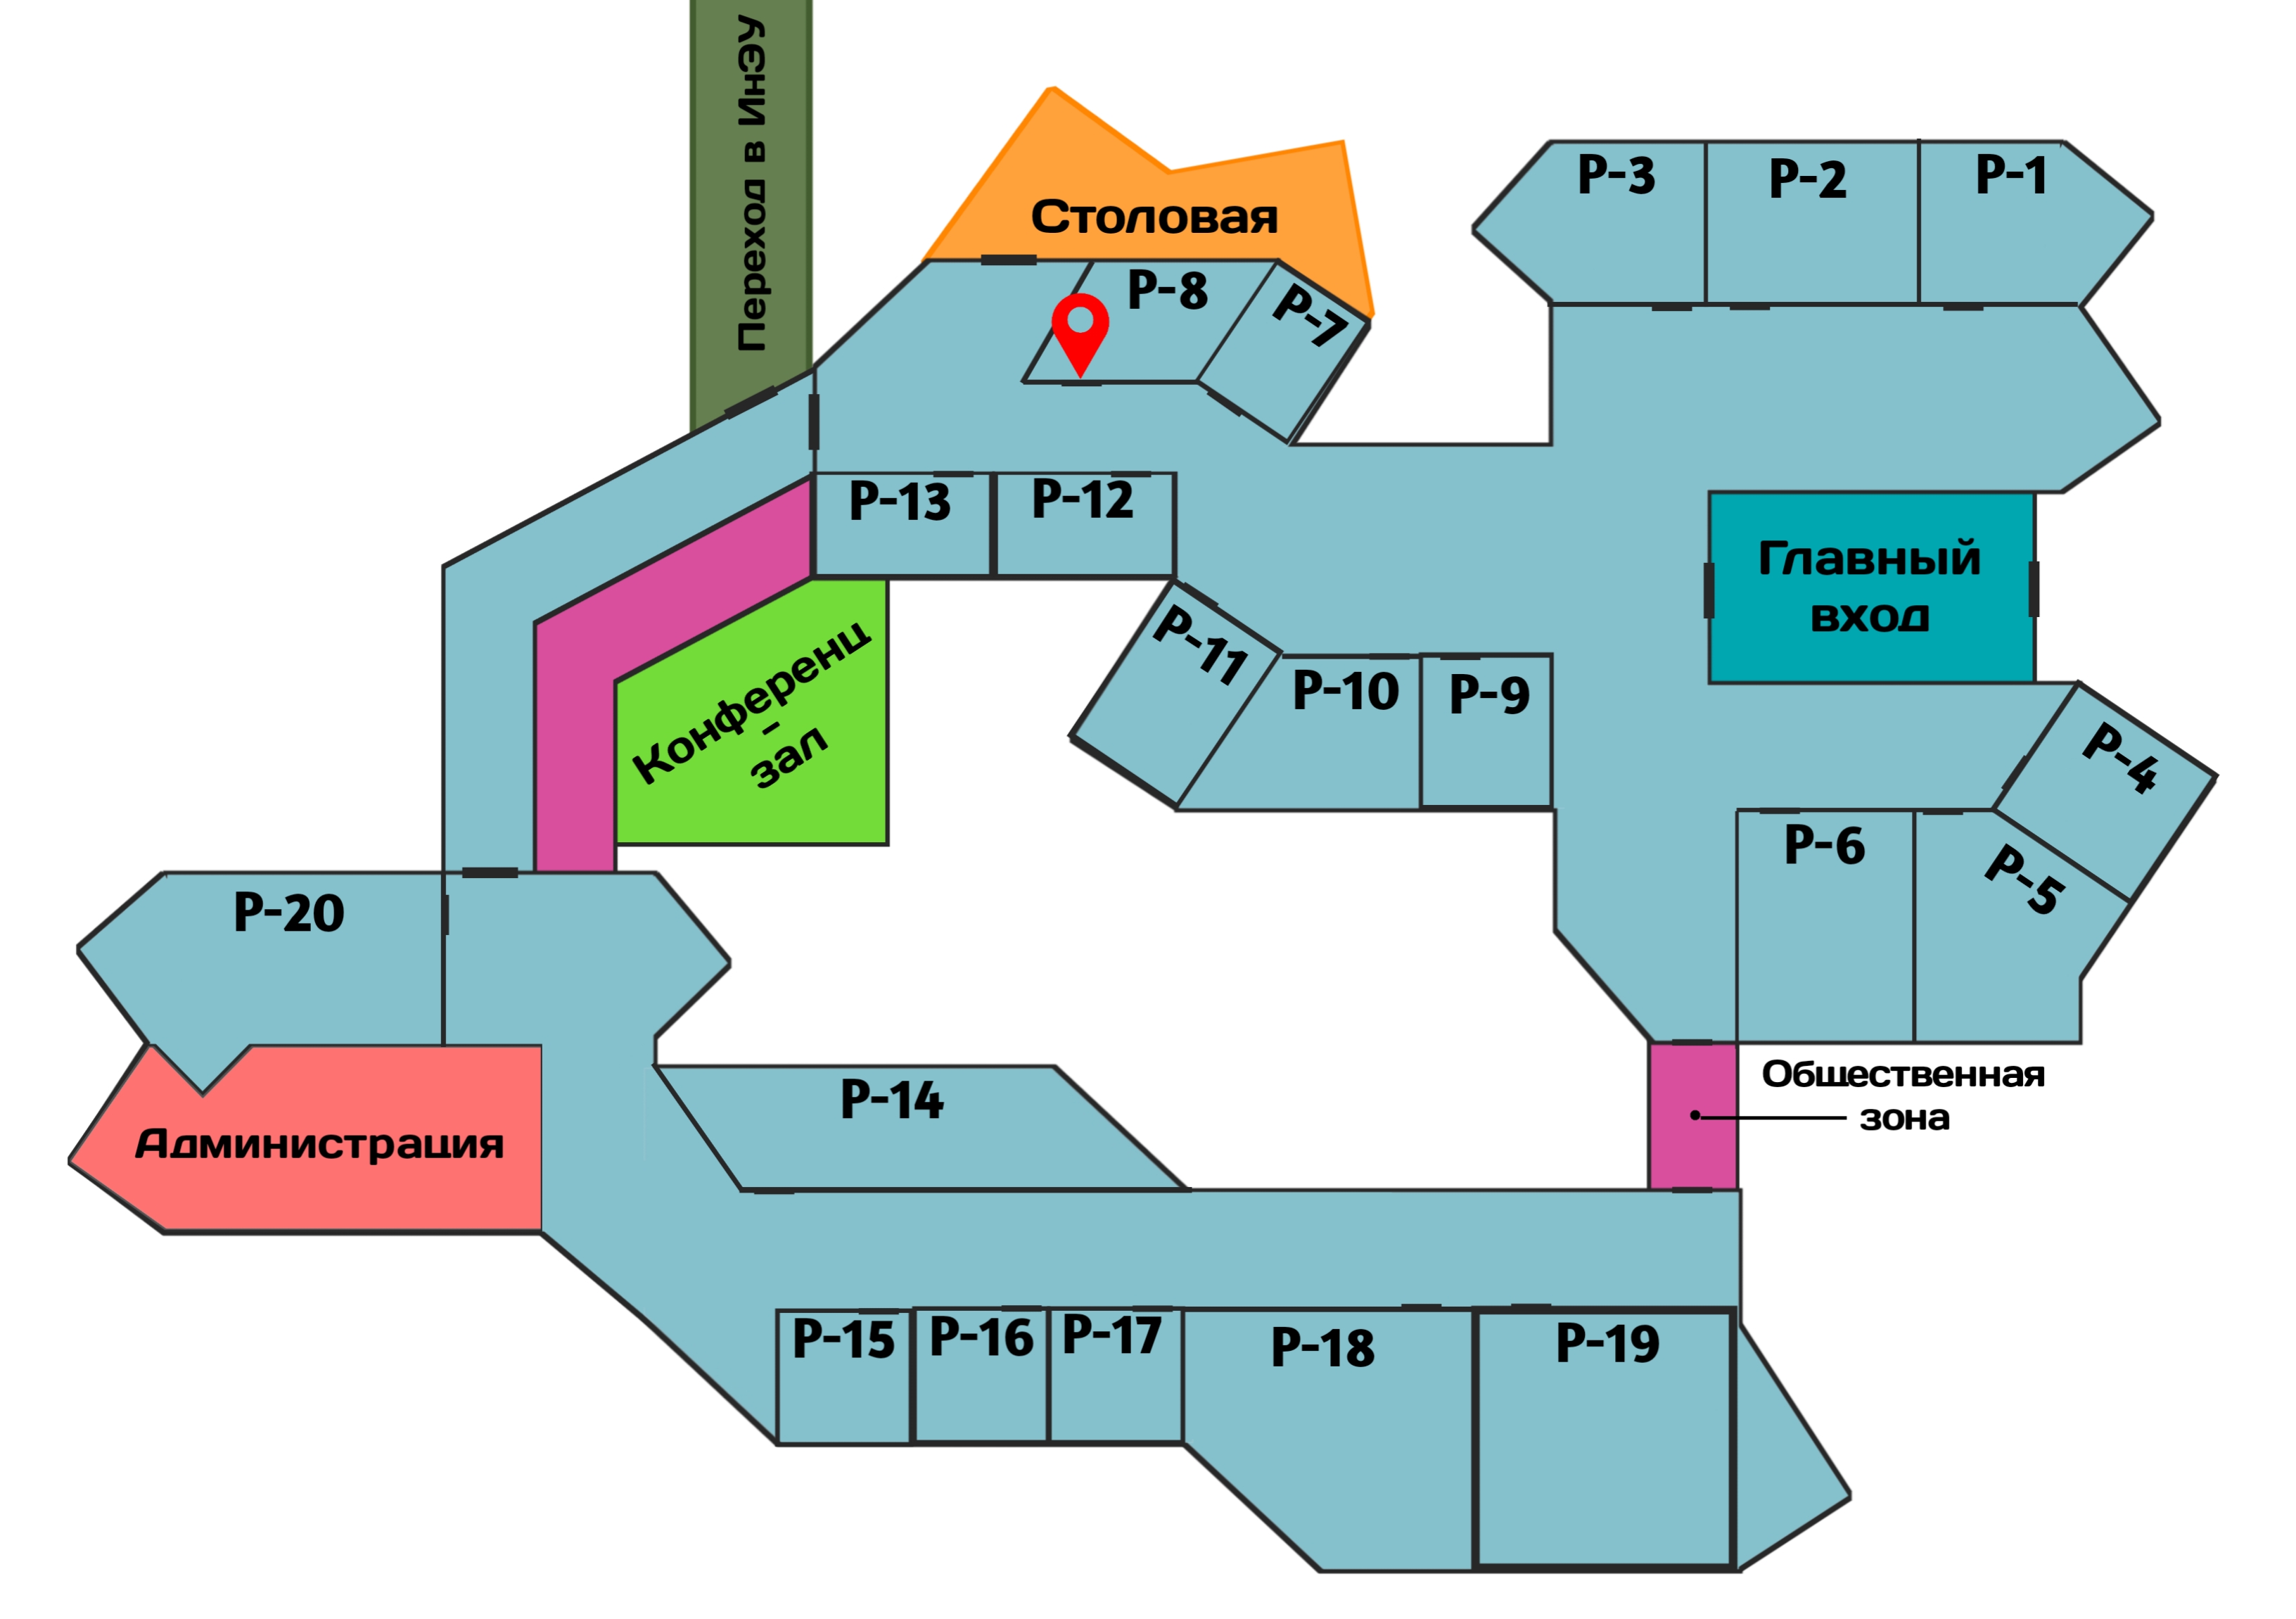 Переход в ИнЭУ
Столовая
Р-3
Р-2
Р-1
Р-8
Р-7
Р-13
Р-12
Главный
вход
Р-11
Р-10
Р-9
Конференц
–
зал
Р-4
Р-6
Р-5
Р-20
Обшественная
зона
Р-14
Администрация
Р-15
Р-16
Р-17
Р-18
Р-19